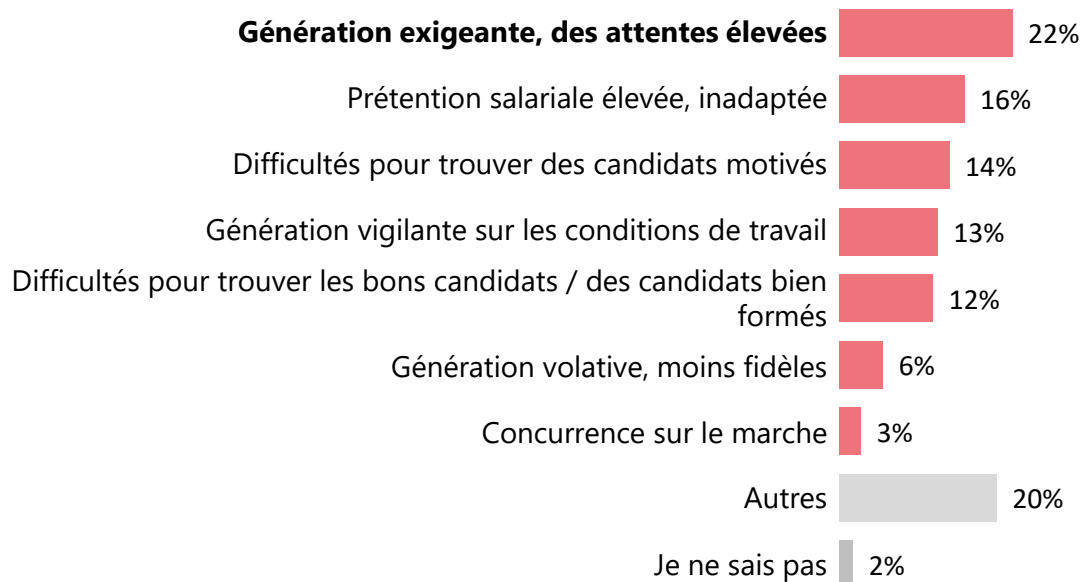 Génération exigeante, des attentes élevées 22%
Prétention salariale élevée, inadaptée 16%
Difficultés pour trouver des candidats motivés 14%
Génération vigilante sur les conditions de travail 13%
Difficultés pour trouver les bons candidats / des candidats bien
formés 12%
Génération volative, moins fidèles 6%
Concurrence sur le marche 3%
Autres 20%
Je ne sais pas 2%